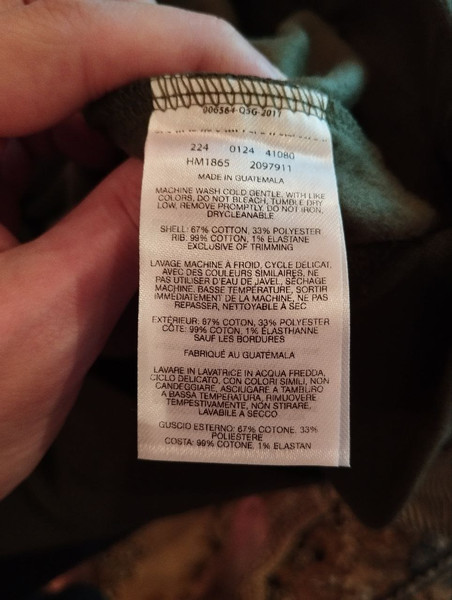 906584-Q5G-2017
224 0124 41080
HM1865 2097911
MADE IN GUATEMALA
MACHINE WASH COLD GENTLE, WITH LIKE
COLORS, DO NOT BLEACH, TUMBLE DRY
LOW, REMOVE PROMPTLY, DO NOT IRON,
DRYCLEANABLE
SHELL: 67% COTTON, 33% POLYESTER
RIB: 99% COTTON, 1% ELASTANE
EXCLUSIVE OF TRIMMING
LAVAGE MACHINE À FROID, CYCLE DÉLICAT,
AVEC DES COULEURS SIMILAIRES, NE
PAS UTILISER D'EAU DE JAVEL, SÉCHAGE
MACHINE, BASSE TEMPÉRATURE, SORTIR
IMMÉDIATEMENT DE LA MACHINE, NE PAS
REPASSER, NETTOYABLE À SEC
EXTÉRIEUR: 67% COTON, 33% POLYESTER
CÔTE: 99% COTON, 1% ÉLASTHANNE
SAUF LES BORDURES
FABRIQUÉ AU GUATÉMALA
LAVARE IN LAVATRICE IN ACQUA FREDDA,
CICLO DELICATO, CON COLORI SIMILI, NON
CANDEGGIARE, ASCIUGARE A TAMBURO
A BASSA TEMPERATURA, RIMUOVERE
TEMPESTIVAMENTE, NON STIRARE,
LAVABILE A SECCO
GUSCIO ESTERNO: 67% COTONE, 33%
POLIESTERE
COSTA: 99% COTONE, 1% ELASTAN